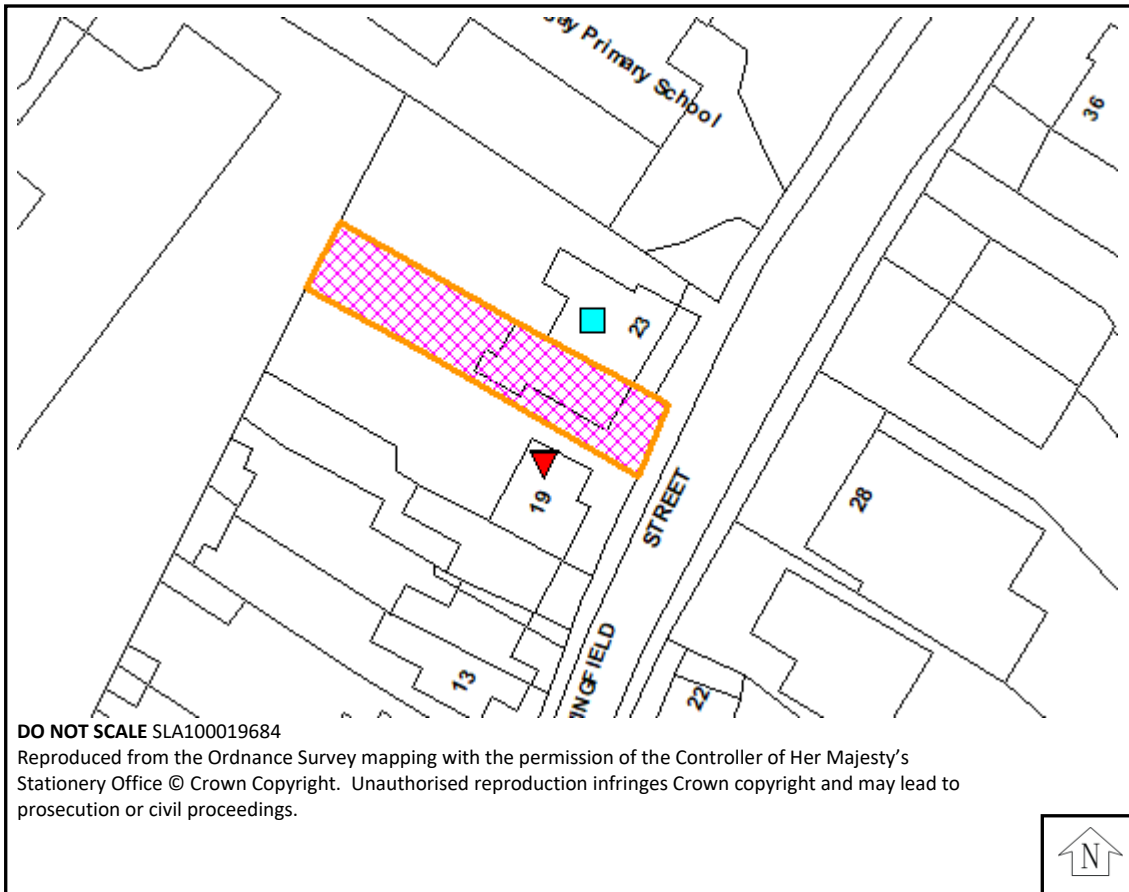 Primary School
36
23
28
19
STREET
13
22
DO NOT SCALE SLA100019684
Reproduced from the Ordnance Survey mapping with the permission of the Controller of Her Majesty's
Stationery Office © Crown Copyright. Unauthorised reproduction infringes Crown copyright and may lead to
prosecution or civil proceedings.
N